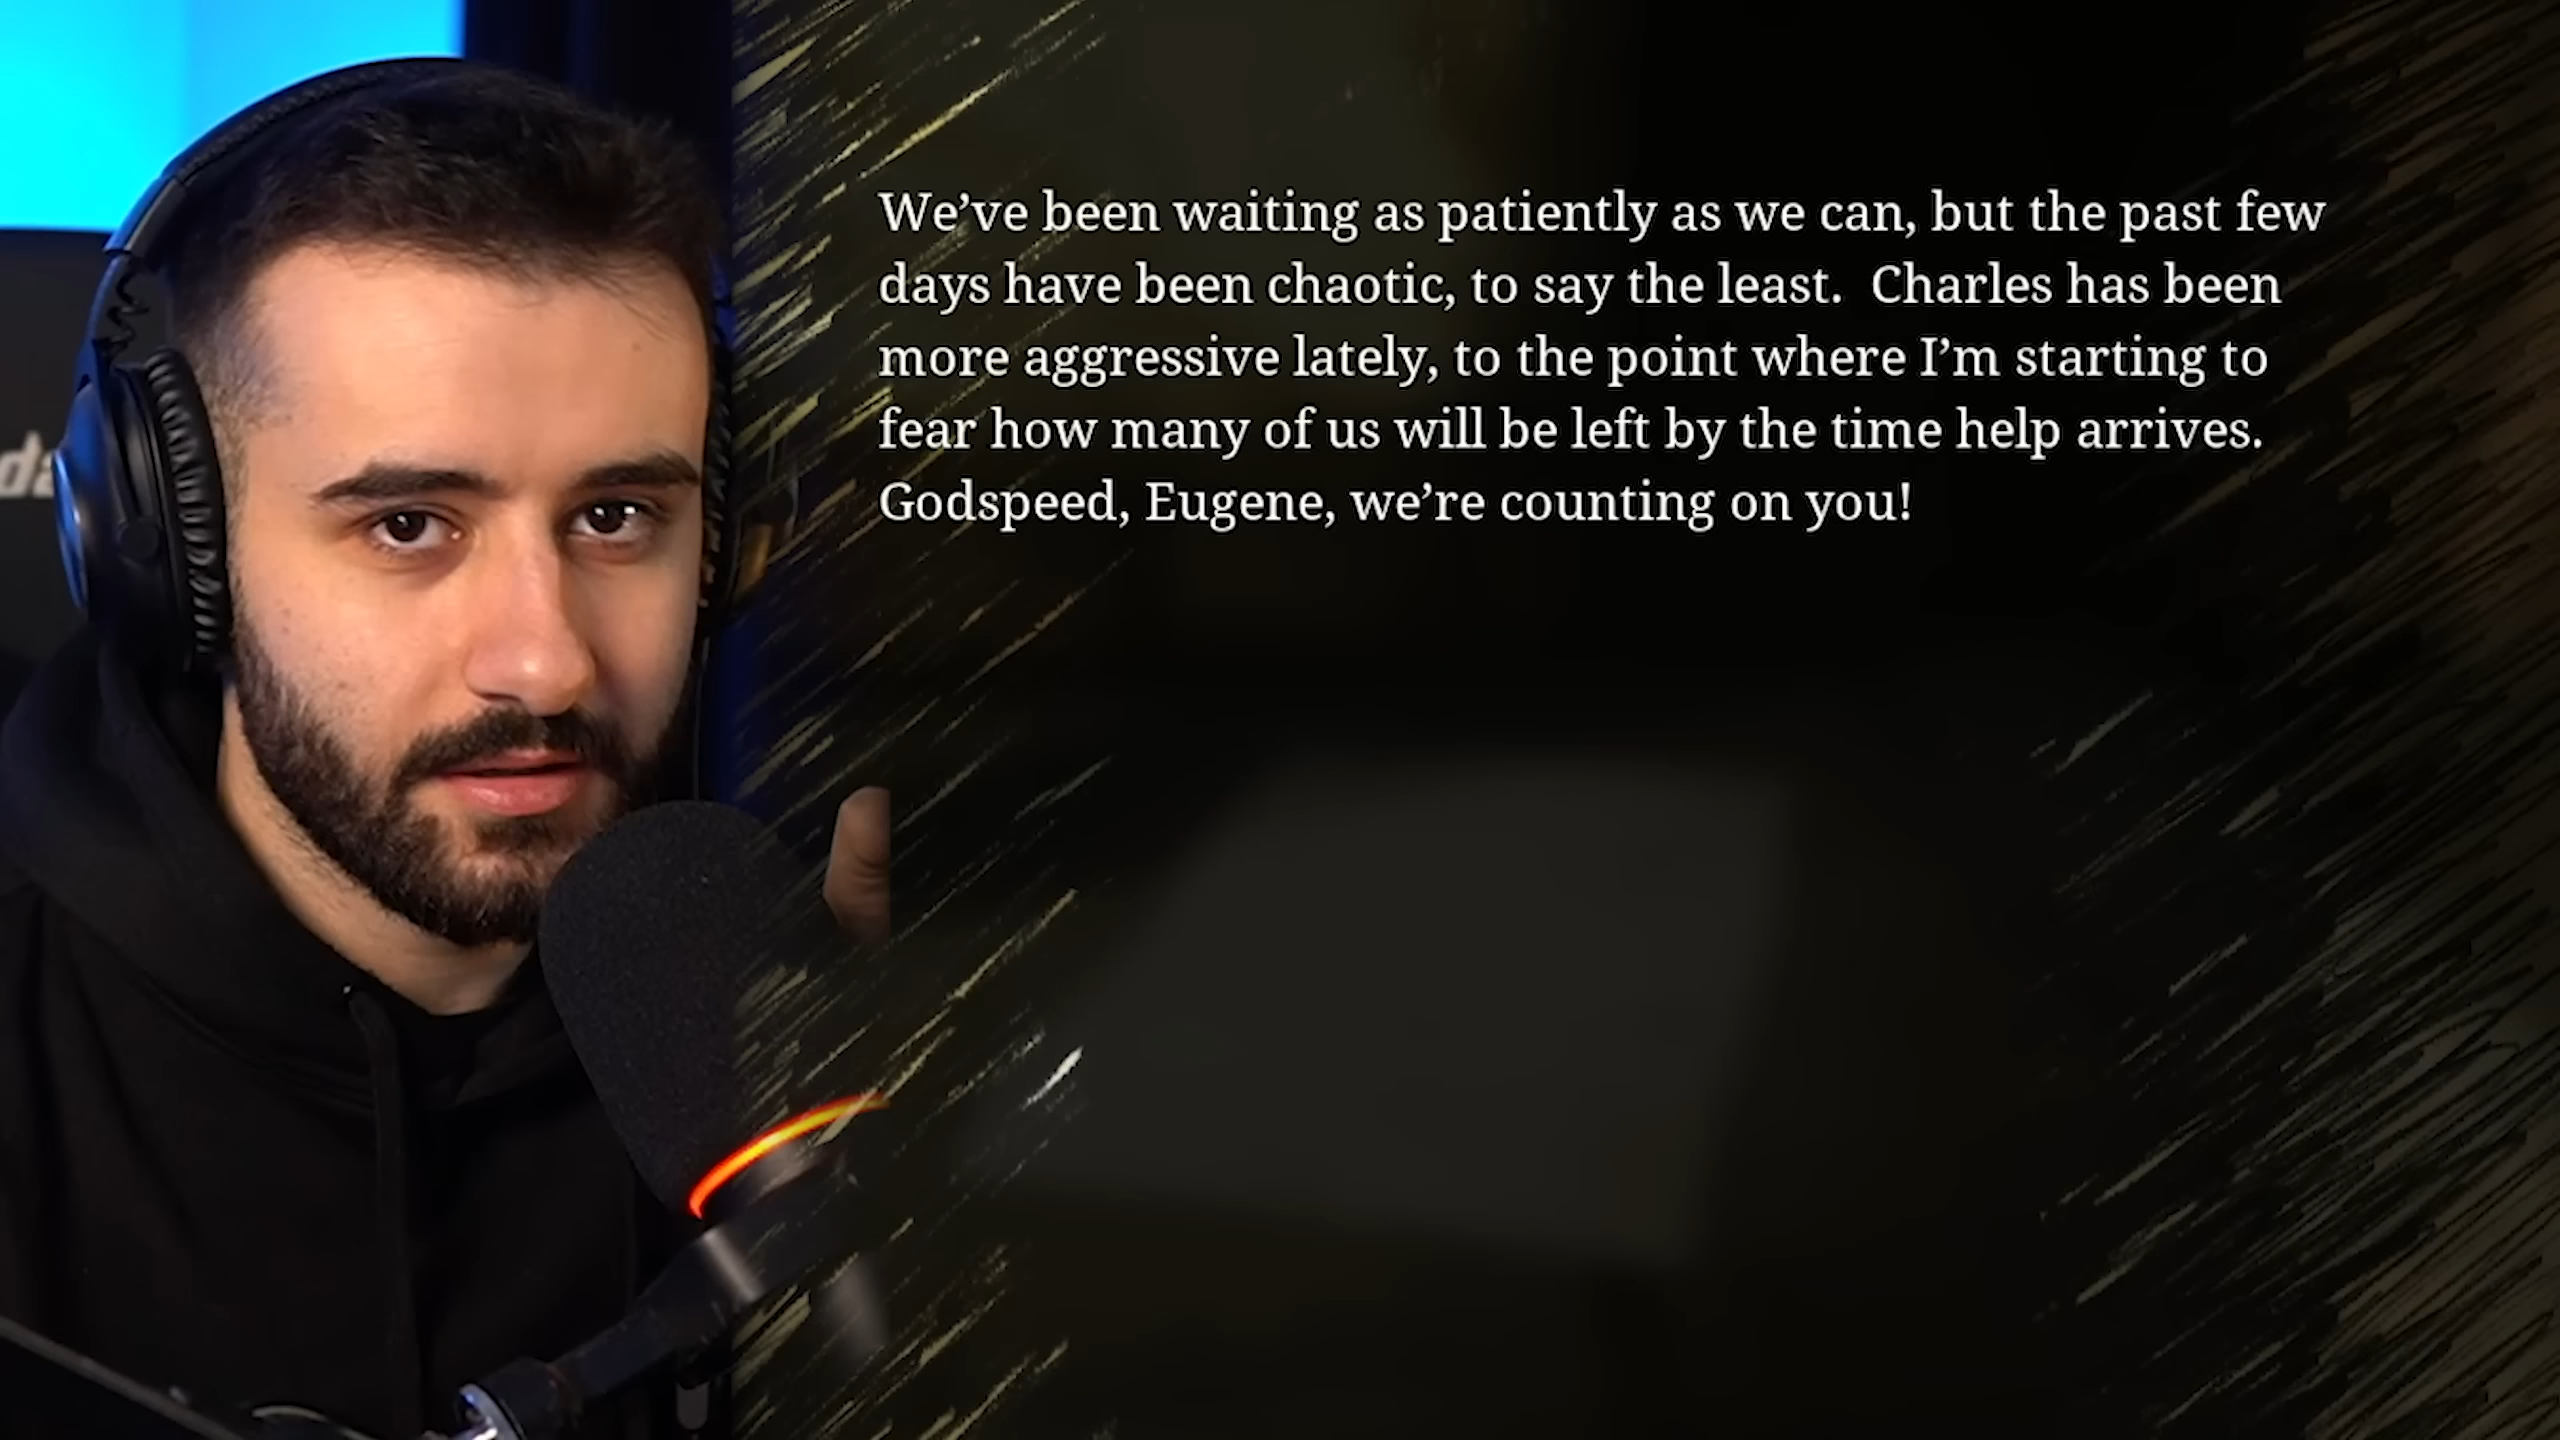 We’ve been waiting as patiently as we can, but the past few
days have been chaotic, to say the least.  Charles has been
more aggressive lately, to the point where I’m starting to
fear how many of us will be left by the time help arrives.
Godspeed, Eugene, we’re counting on you!